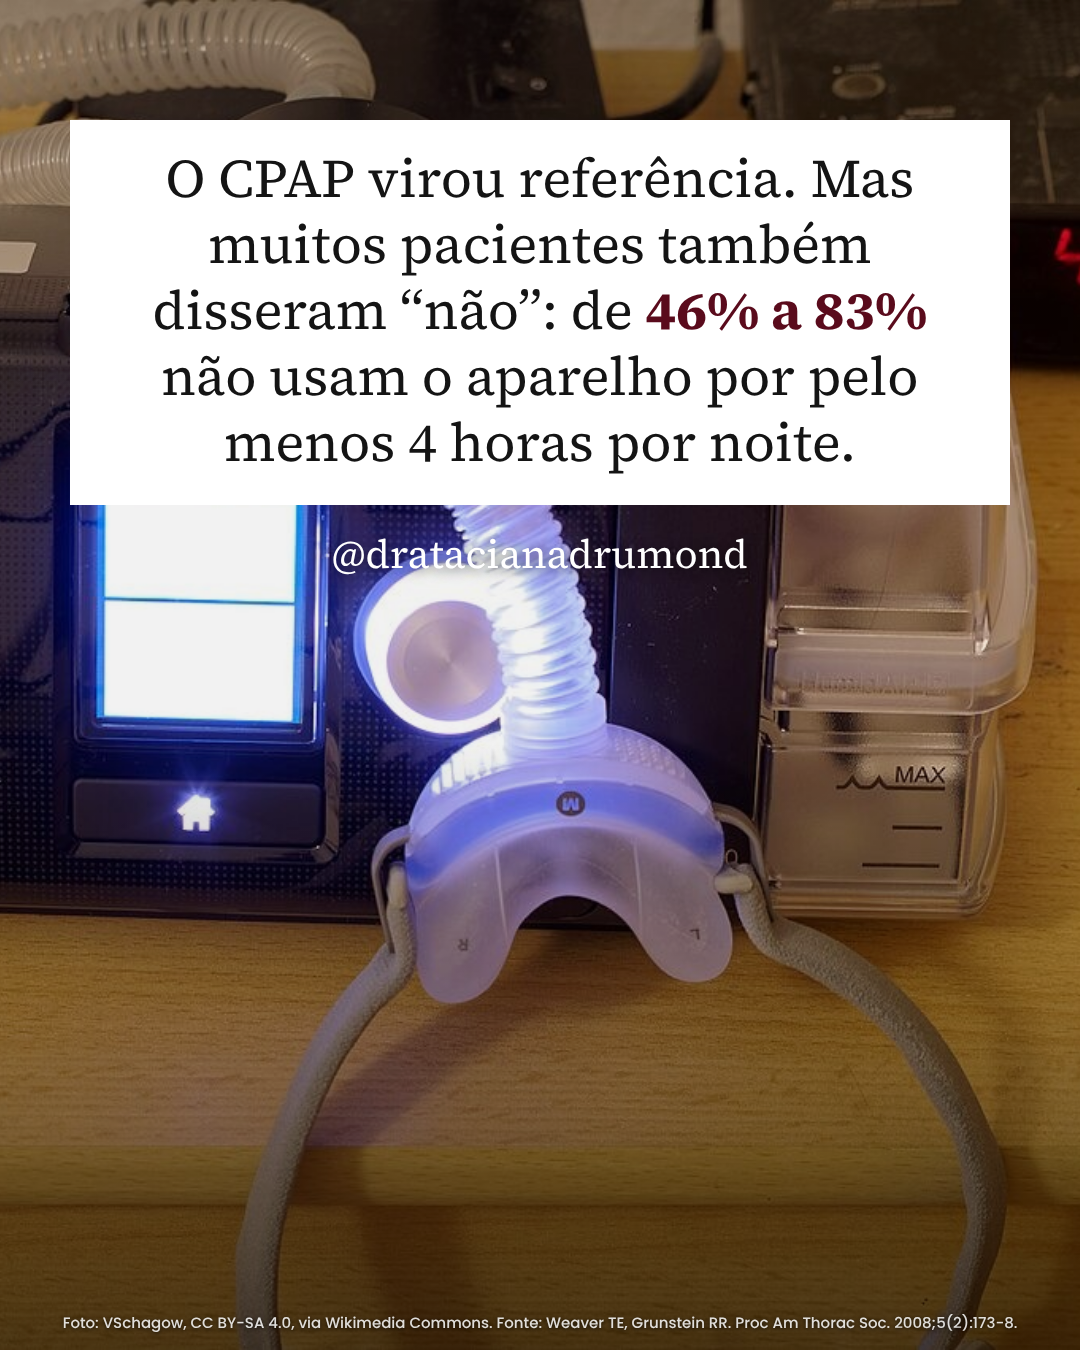 O CPAP virou referência. Mas
muitos pacientes também
disseram “não”: de 46% a 83%
não usam o aparelho por pelo
menos 4 horas por noite.
@dratacianadrumond
MAX
M
R
L
Foto: VSchagow, CC BY-SA 4.0, via Wikimedia Commons. Fonte: Weaver TE, Grunstein RR. Proc Am Thorac Soc. 2008;5(2):173-8.